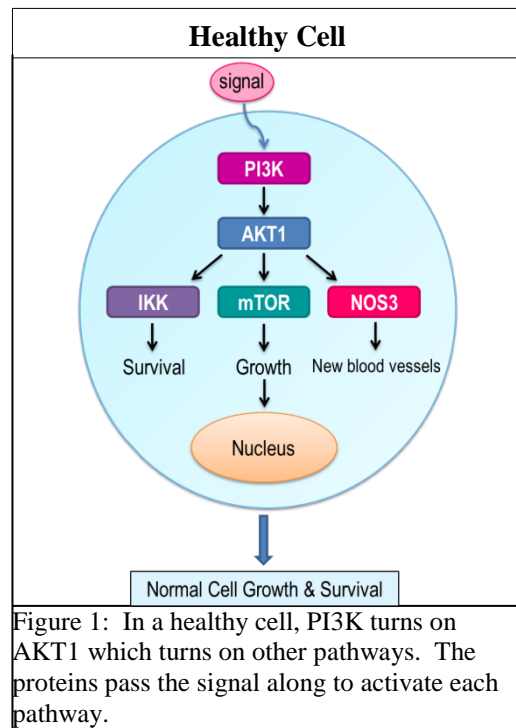 Healthy Cell
signal
PI3K
AKT1
IKK mTOR NOS3
Survival Growth New blood vessels
Nucleus
Normal Cell Growth & Survival
Figure 1: In a healthy cell, PI3K turns on
AKT1 which turns on other pathways. The
proteins pass the signal along to activate each
pathway.